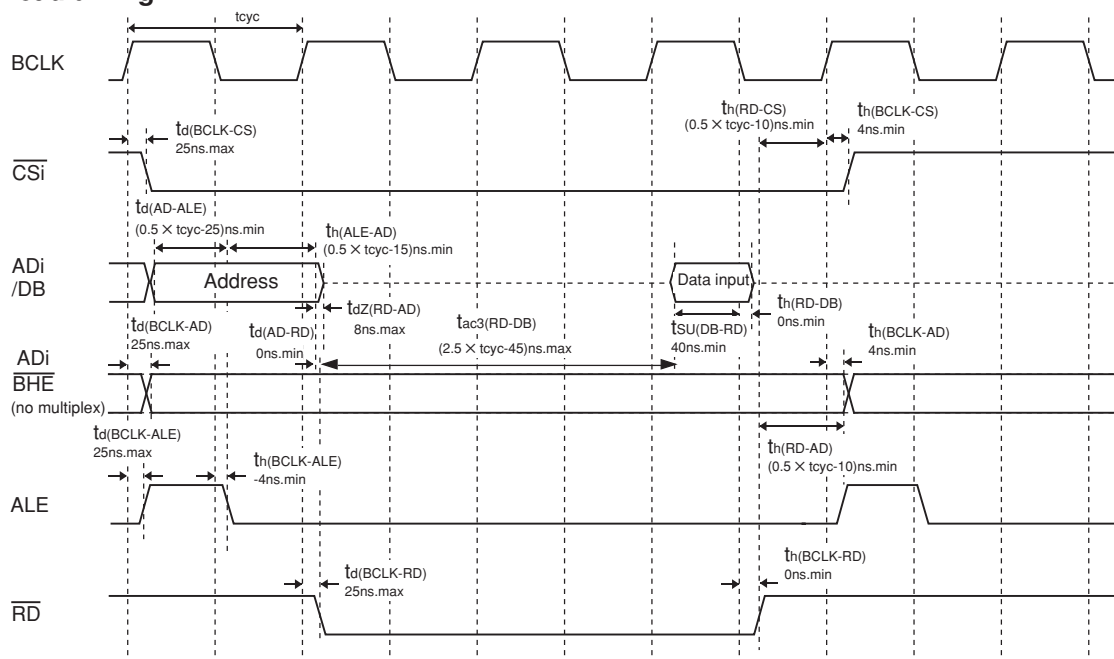 tcyc
BCLK
th(RD-CS)
(0.5 × tcyc-10)ns.min
th(BCLK-CS)
4ns.min
td(BCLK-CS)
25ns.max
CSi
td(AD-ALE)
(0.5 × tcyc-25)ns.min
th(ALE-AD)
(0.5 × tcyc-15)ns.min
ADi
/DB
Address
Data input
tdZ(RD-AD)
8ns.max
th(RD-DB)
0ns.min
td(BCLK-AD)
25ns.max
td(AD-RD)
0ns.min
tac3(RD-DB)
(2.5 × tcyc-45)ns.max
tSU(DB-RD)
40ns.min
th(BCLK-AD)
4ns.min
ADi
BHE
(no multiplex)
td(BCLK-ALE)
25ns.max
th(BCLK-ALE)
-4ns.min
th(RD-AD)
(0.5 × tcyc-10)ns.min
ALE
td(BCLK-RD)
25ns.max
th(BCLK-RD)
0ns.min
RD